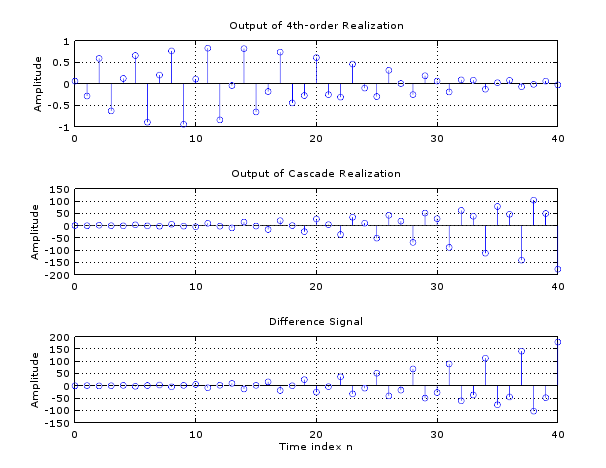 Output of 4th-order Realization
1
0.5
0
-0.5
-1
Amplitude
0 10 20 30 40
Output of Cascade Realization
150
100
50
0
-50
-100
-150
-200
Amplitude
0 10 20 30 40
Difference Signal
200
150
100
50
0
-50
-100
-150
Amplitude
0 10 20 30 40
Time index n